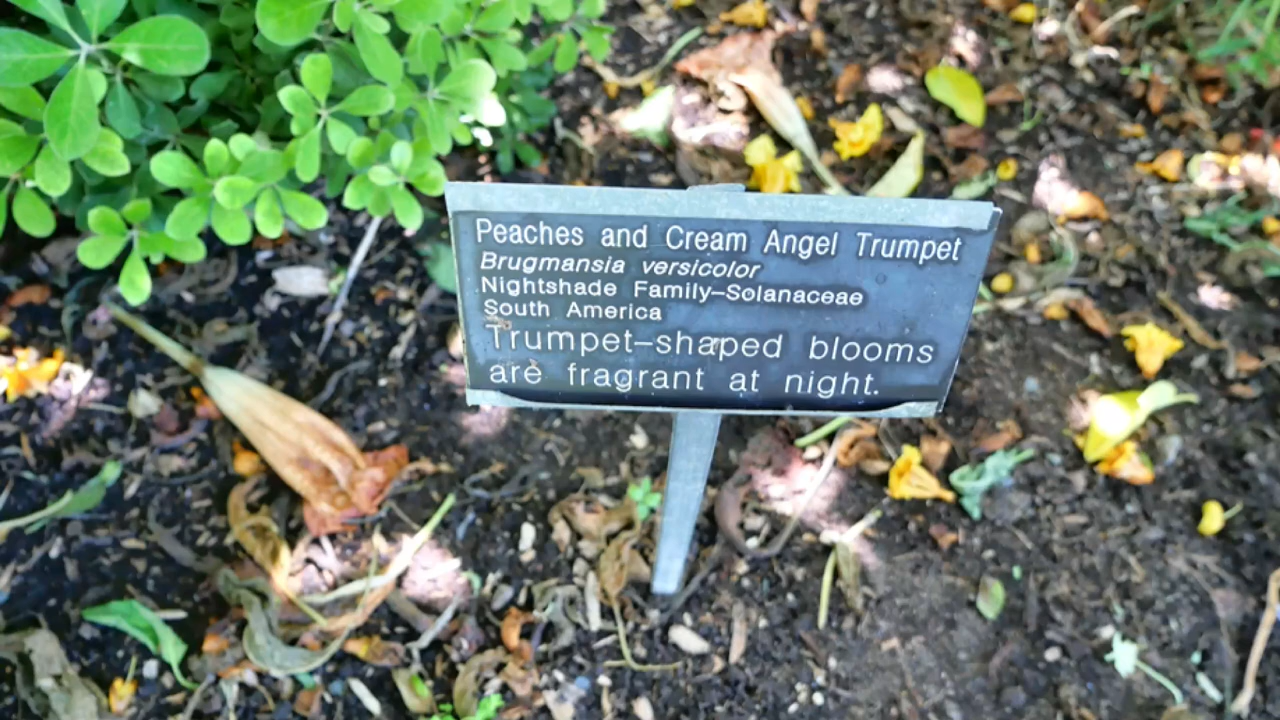 Peaches and Cream Angel Trumpet
Brugmansia versicolor
Nightshade Family–Solanaceae
South America
Trumpet–shaped blooms
are fragrant at night.